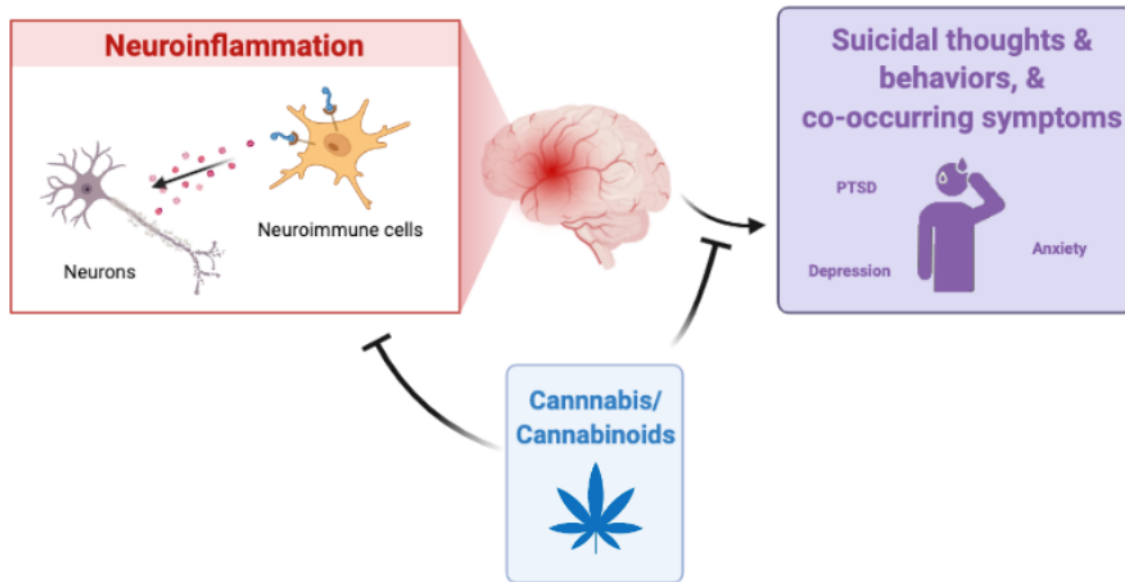 Neuroinflammation
Neuroimmune cells
Neurons
Suicidal thoughts &
behaviors, &
co-occurring symptoms
PTSD
Anxiety
Depression
Cannnabis/
Cannabinoids